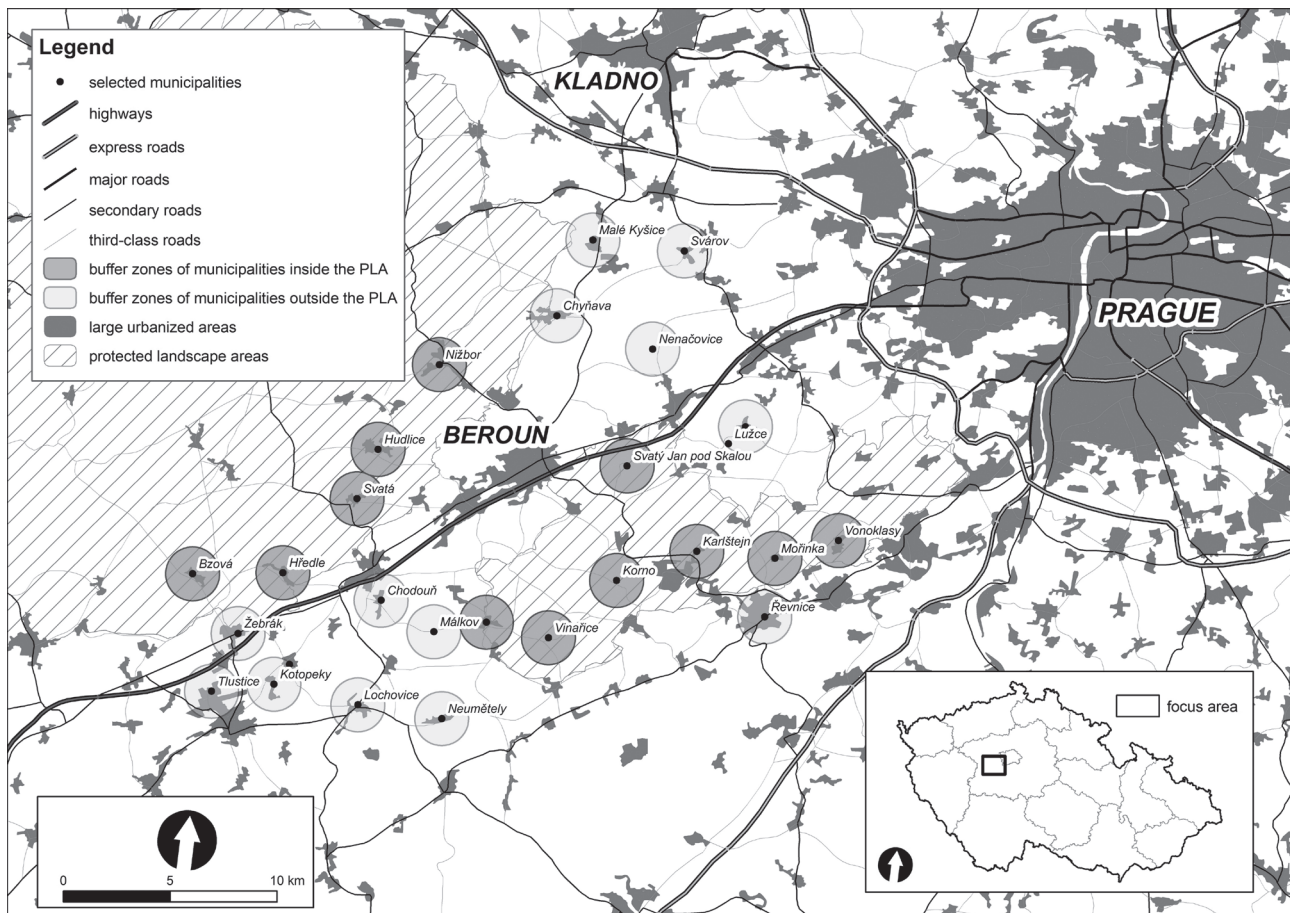 Legend
selected municipalities
highways
express roads
major roads
secondary roads
third-class roads
buffer zones of municipalities inside the PLA
buffer zones of municipalities outside the PLA
large urbanized areas
protected landscape areas
KLADNO
PRAGUE
BEROUN
Malé Kyšice
Svárov
Chyňava
Nenačovice
Nižbor
Hudlice
Lužce
Svatý Jan pod Skalou
Svatá
Vonoklasy
Karlštejn
Mořinka
Bzová
Hředle
Korno
Chodouň
Řevnice
Málkov
Žebrák
Vinařice
Kotopeky
Tlustice
Lochovice
Neumětely
focus area
0 5 10 km